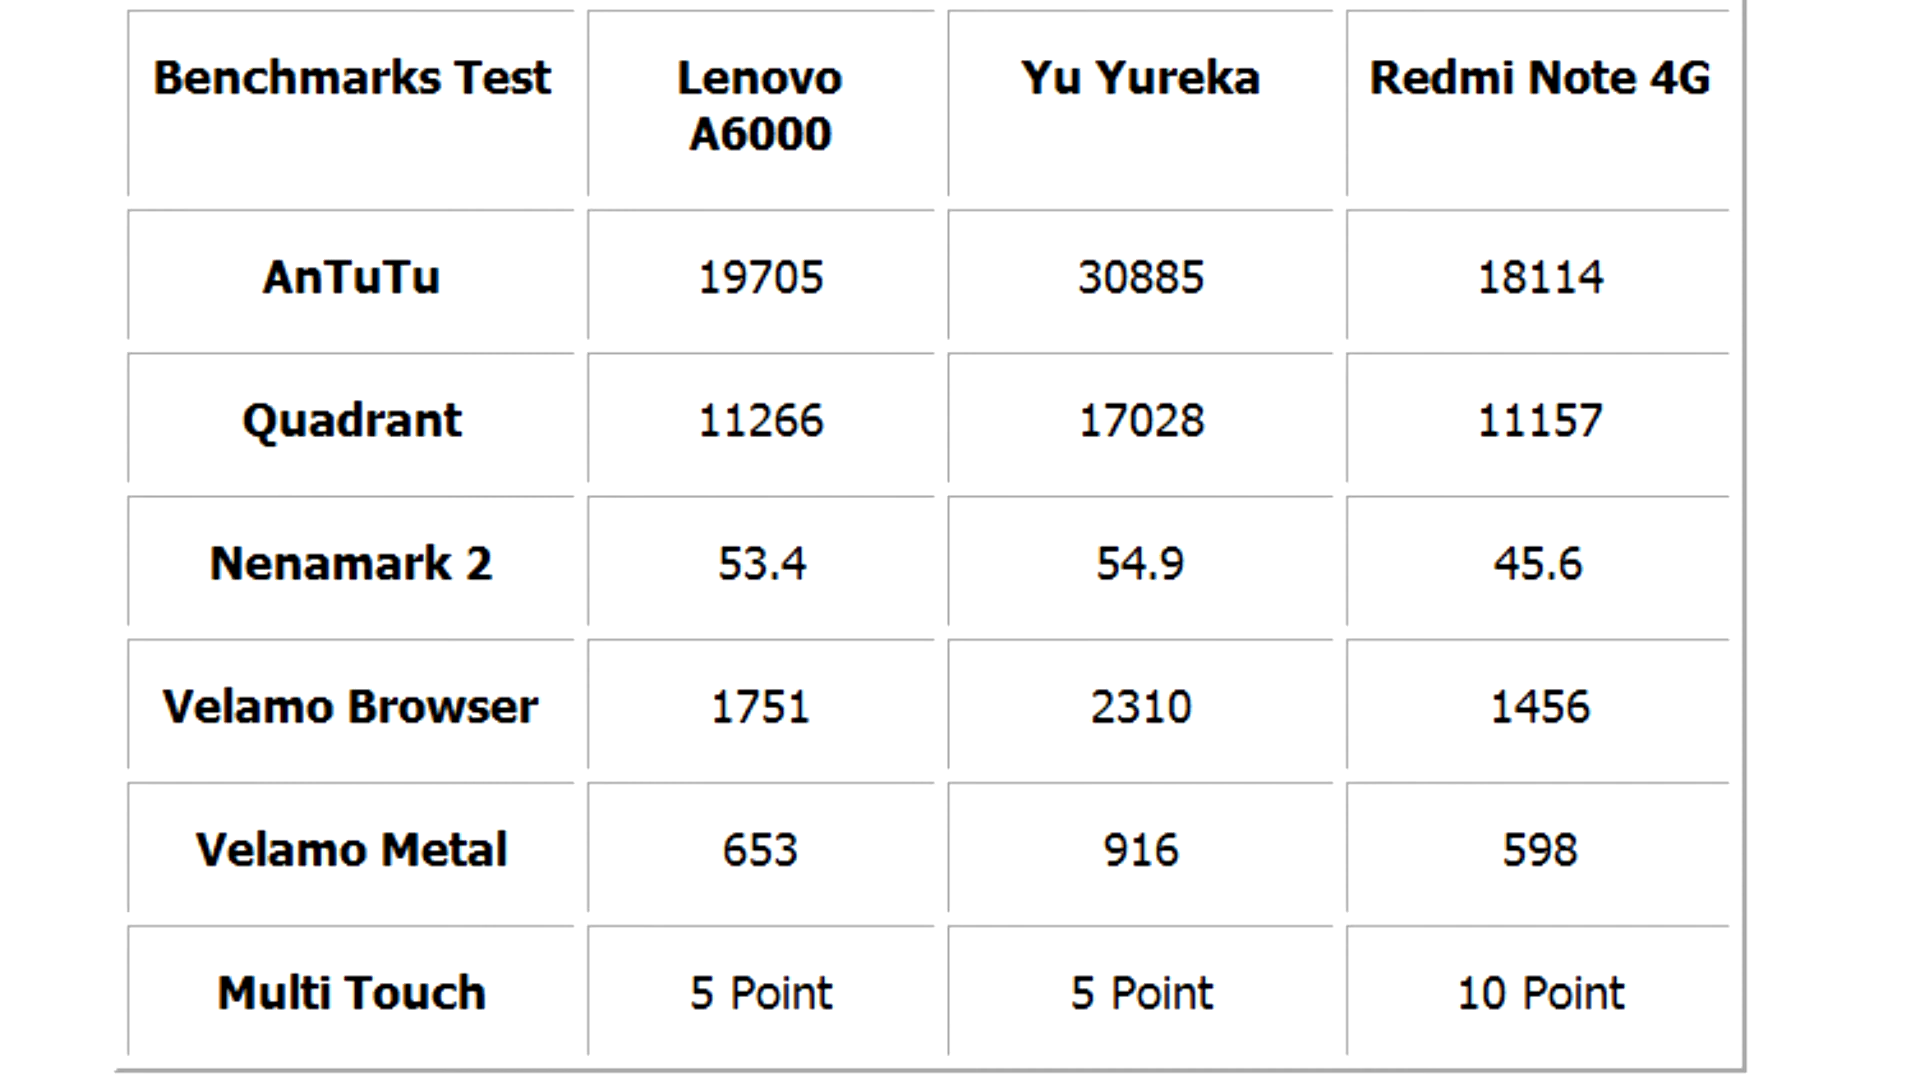 Benchmarks Test Lenovo A6000 Yu Yureka Redmi Note 4G
AnTuTu 19705 30885 18114
Quadrant 11266 17028 11157
Nenamark 2 53.4 54.9 45.6
Velamo Browser 1751 2310 1456
Velamo Metal 653 916 598
Multi Touch 5 Point 5 Point 10 Point